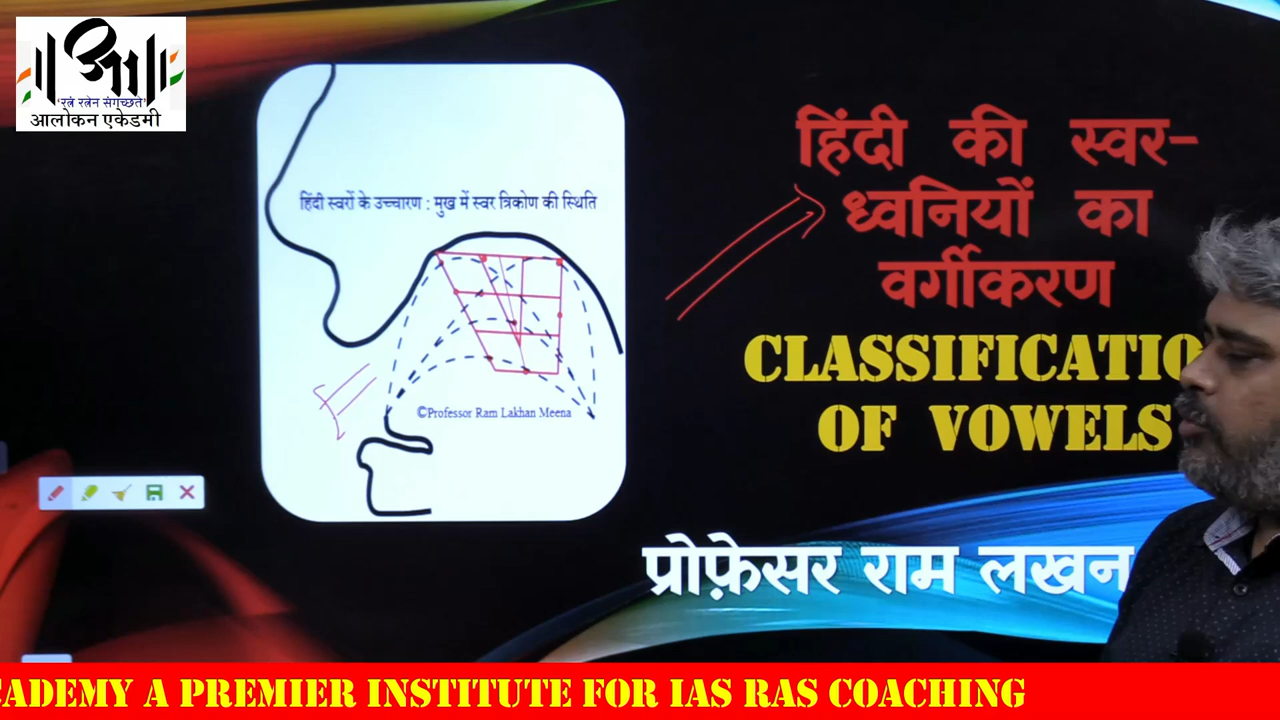 'रत्नं रत्नेन संगच्छते'
आलोकन एकेडमी
हिंदी स्वरों के उच्चारण : मुख में स्वर त्रिकोण की स्थिति
©Professor Ram Lakhan Meena
हिंदी की स्वर-
ध्वनियों का
वर्गीकरण
CLASSIFICATIO
OF VOWELS
प्रोफ़ेसर राम लखन
CADEMY A PREMIER INSTITUTE FOR IAS RAS COACHING